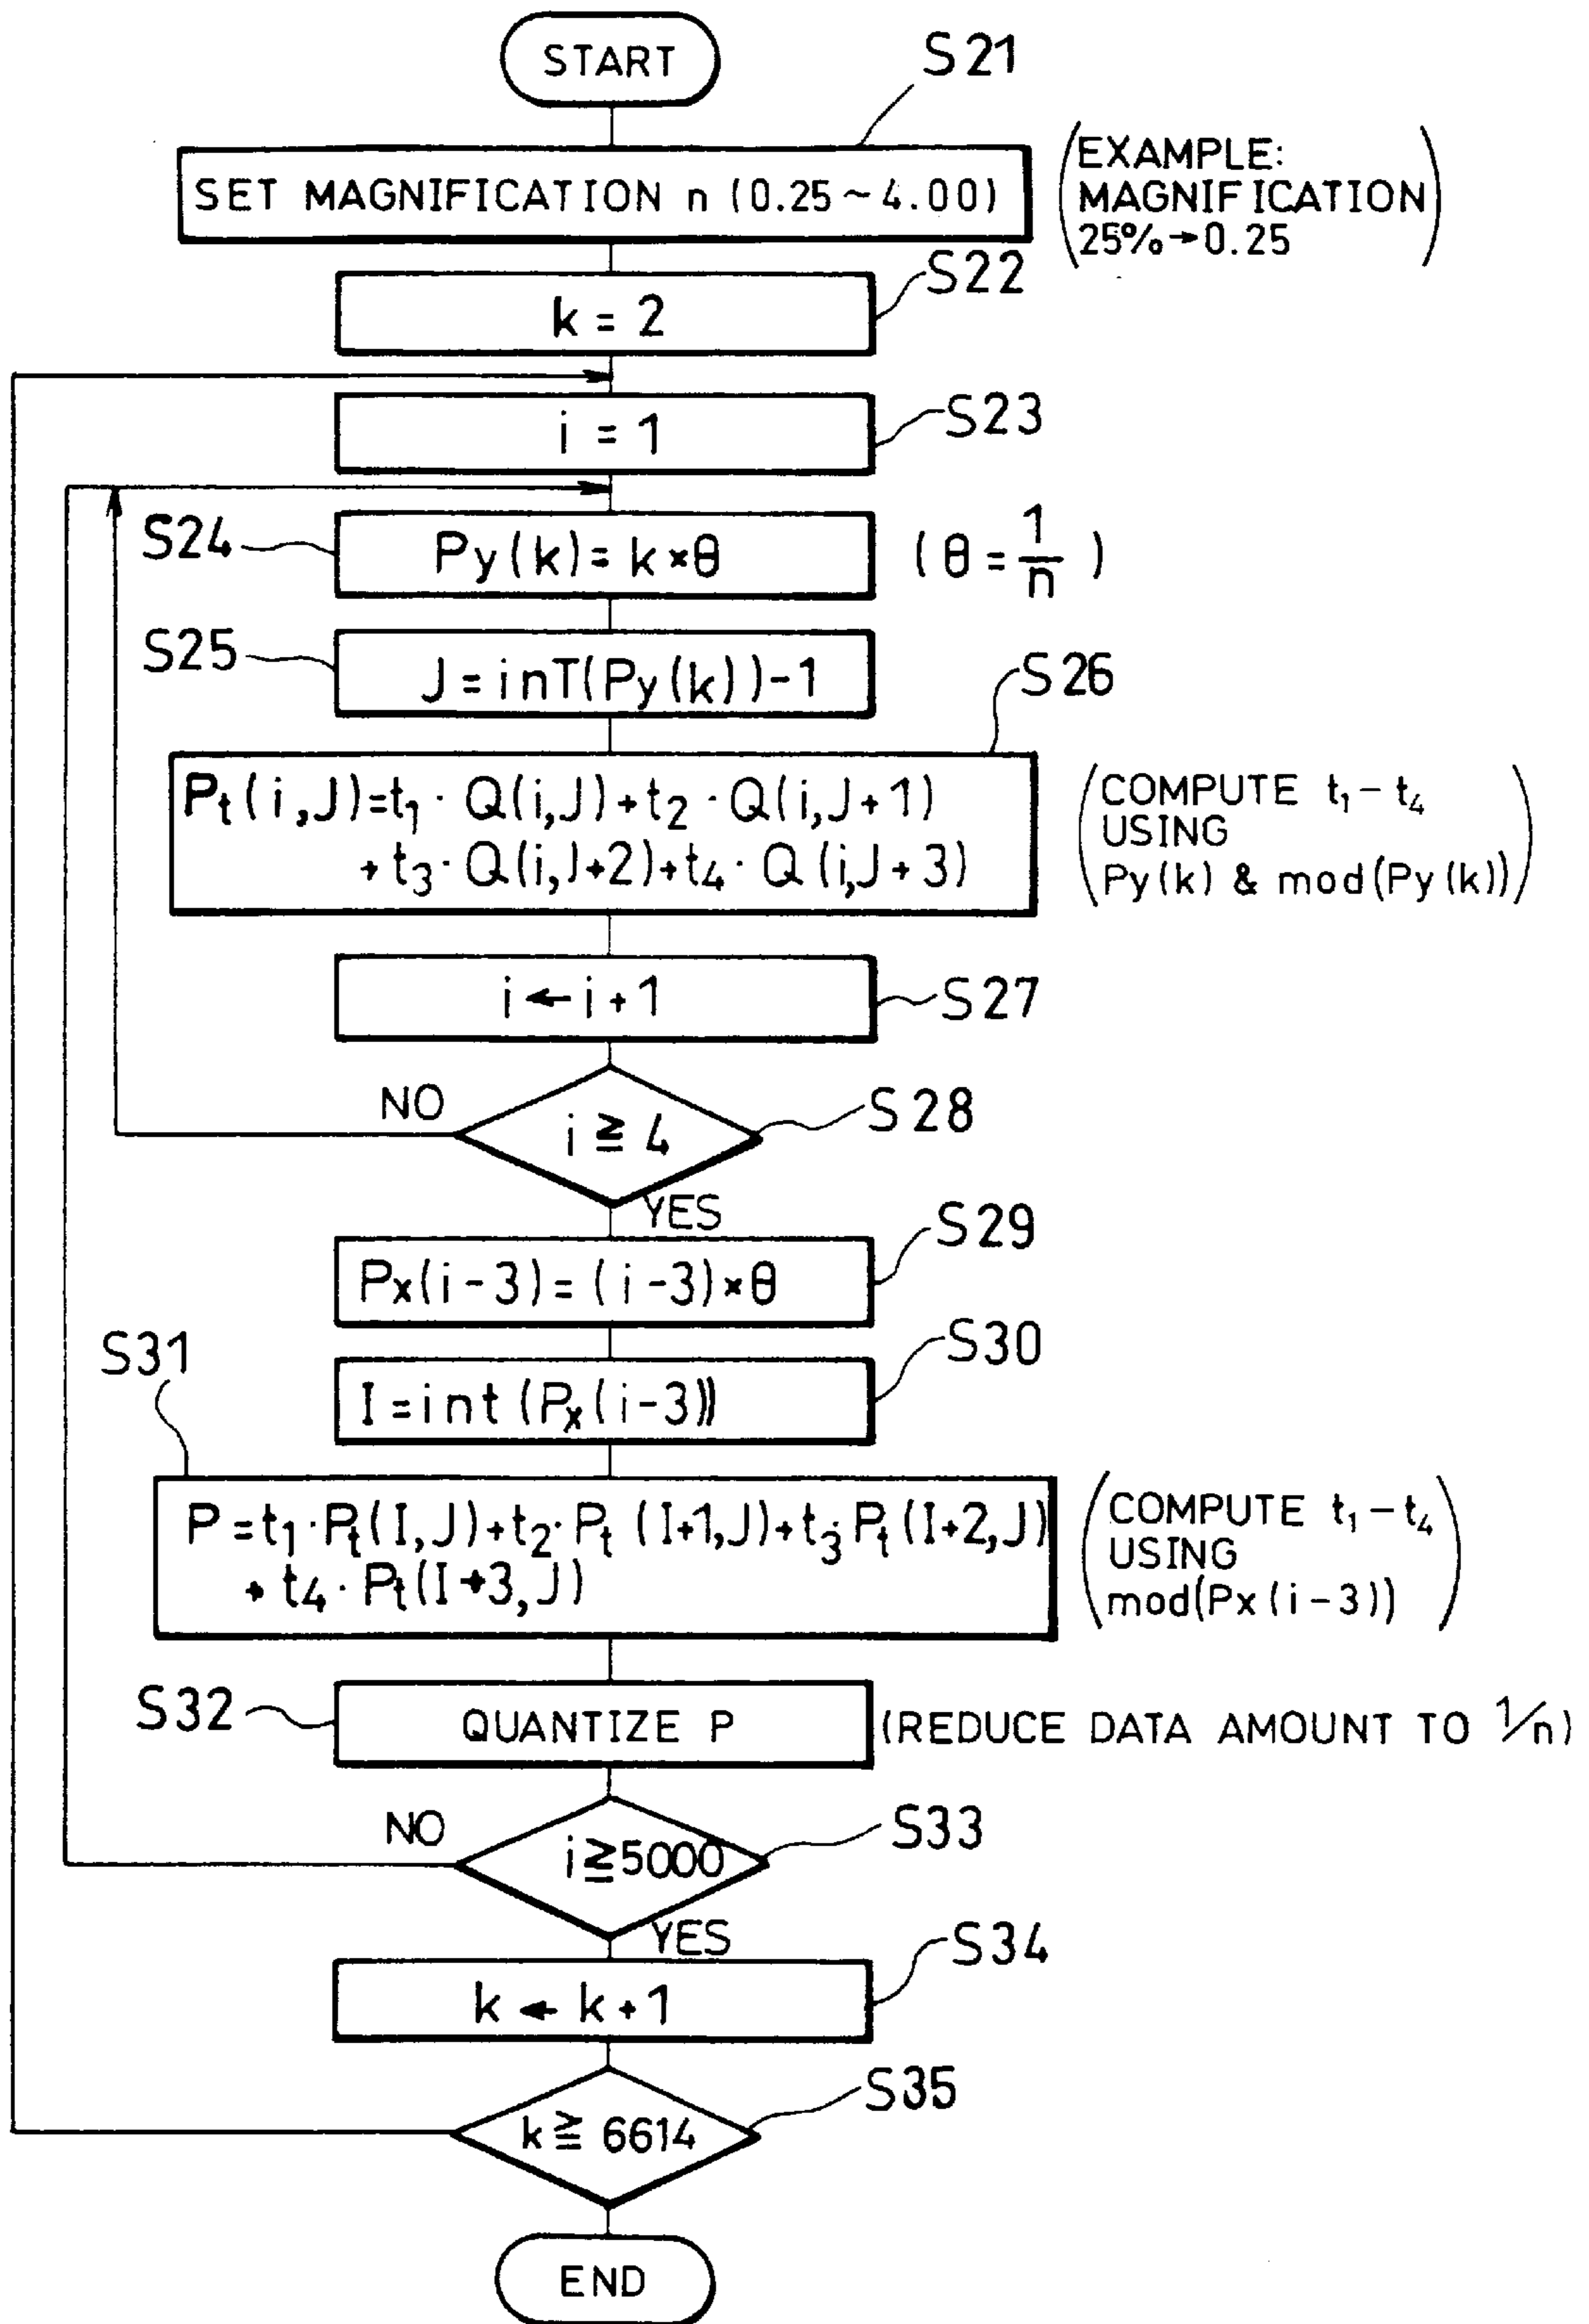 START
S21
SET MAGNIFICATION n (0.25~4.00)
(EXAMPLE:
MAGNIFICATION
25%→0.25)
S22
k = 2
S23
i = 1
S24
Py(k)= k×θ
(θ = 1/n)
S25
J = inT(Py(k))-1
S26
Pt(i,J)=t1・Q(i,J)+t2・Q(i,J+1)
+t3・Q(i,J+2)+t4・Q(i,J+3)
(COMPUTE t1-t4
USING
Py(k) & mod(Py(k)))
i ← i+1
S27
NO
i ≧ 4
S28
YES
S29
Px(i-3)=(i-3)×θ
S30
I = int (Px(i-3))
S31
P=t1・Pt(I,J)+t2・Pt(I+1,J)+t3・Pt(I+2,J)
+t4・Pt(I+3,J)
(COMPUTE t1-t4
USING
mod(Px(i-3)))
S32
QUANTIZE P
(REDUCE DATA AMOUNT TO 1/n)
NO
i≧5000
S33
YES
S34
k ← k+1
S35
k≧ 6614
END